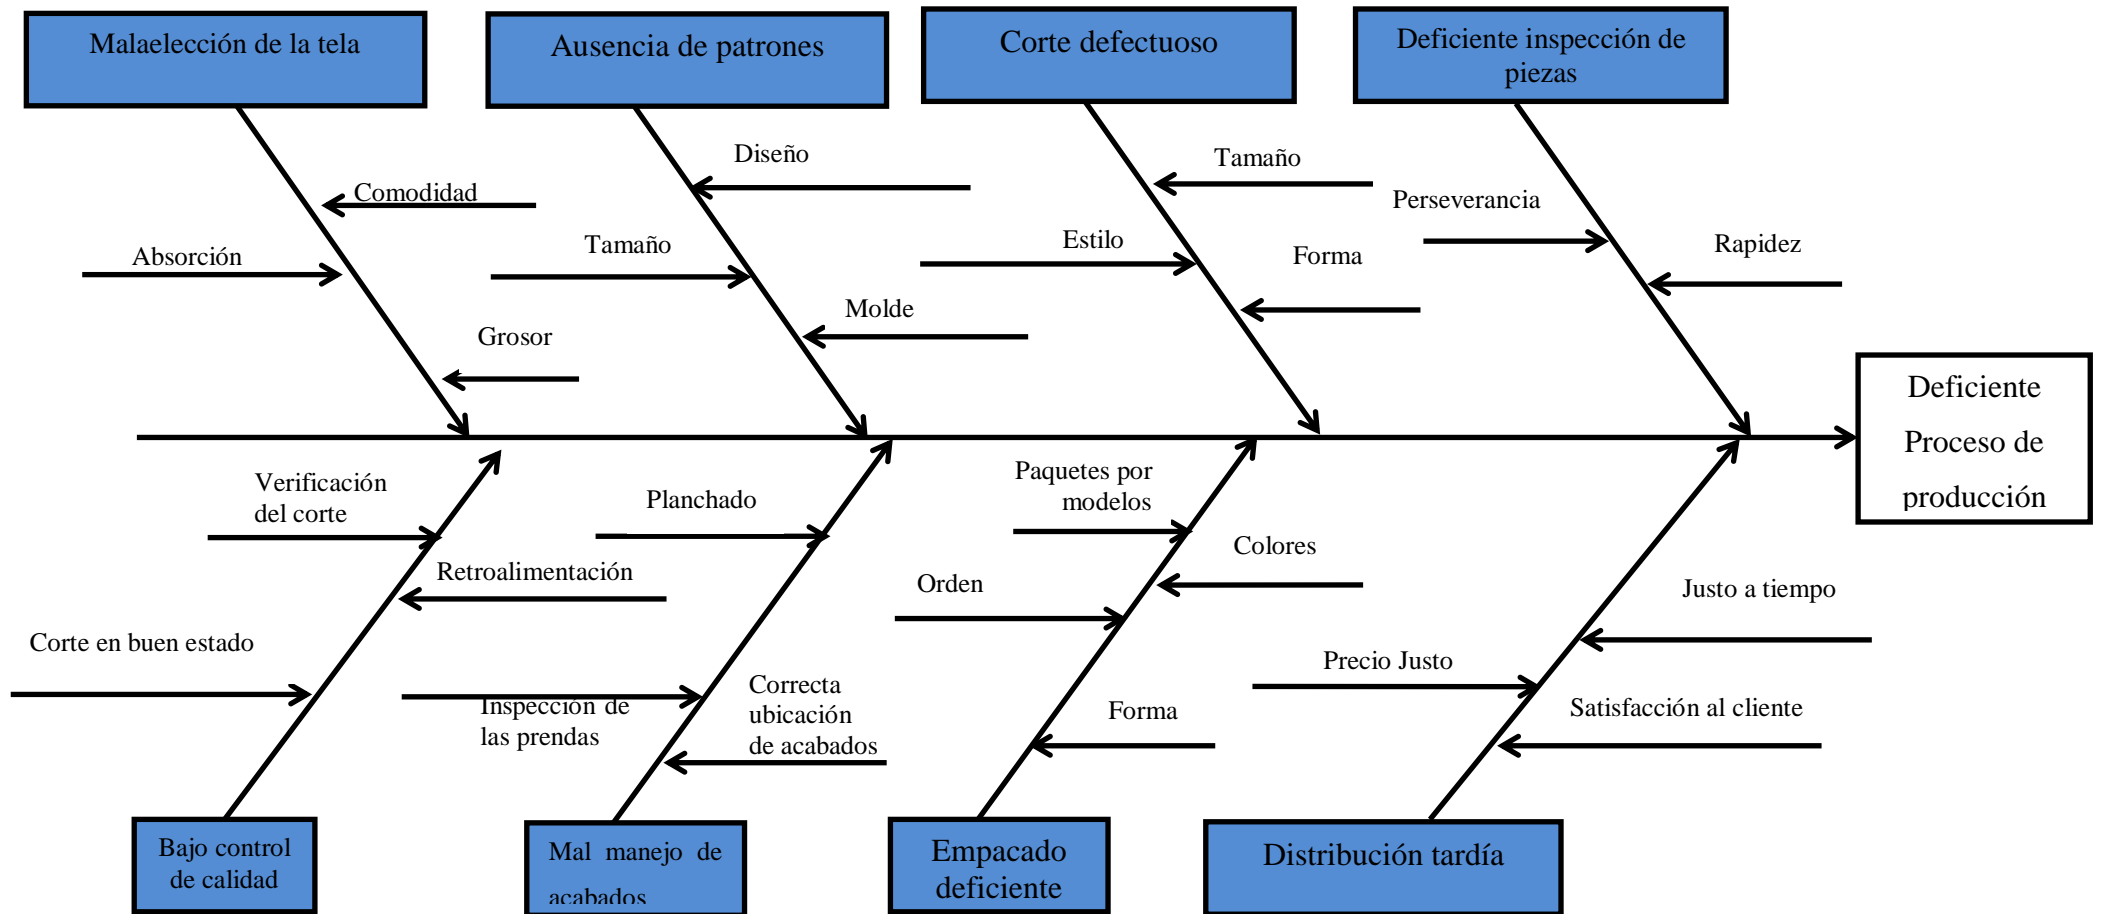 Malaelección de la tela
Ausencia de patrones
Corte defectuoso
Deficiente inspección de
piezas
Diseño
Tamaño
Comodidad
Perseverancia
Absorción
Tamaño
Estilo
Forma
Rapidez
Grosor
Molde
Deficiente
Proceso de
producción
Verificación
del corte
Planchado
Paquetes por
modelos
Colores
Retroalimentación
Orden
Justo a tiempo
Corte en buen estado
Precio Justo
Inspección de
las prendas
Correcta
ubicación
de acabados
Forma
Satisfacción al cliente
Bajo control
de calidad
Mal manejo de
acabados
Empacado
deficiente
Distribución tardía